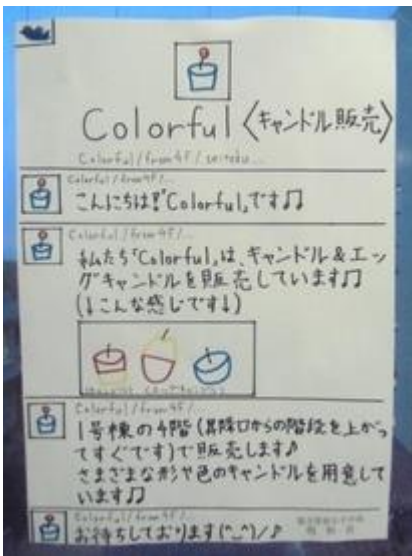 Colorful〈キャンドル販売〉
Colorful/from4F/seitoku...
Colorful/from4F/...
こんにちは!!"Colorful"です♫
Colorful/from4F/...
私たち「Colorful」は、キャンドル&エッ
グキャンドルを販売しています♫
(↓こんな感じです↓)
Colorful/from4F/...
1号棟の4階(昇降口からの階段を上がっ
てすぐです)で販売します♪
さまざまな形や色のキャンドルを用意して
います♫
Colorful/from4F/...
お待ちしております(^_^)/♪